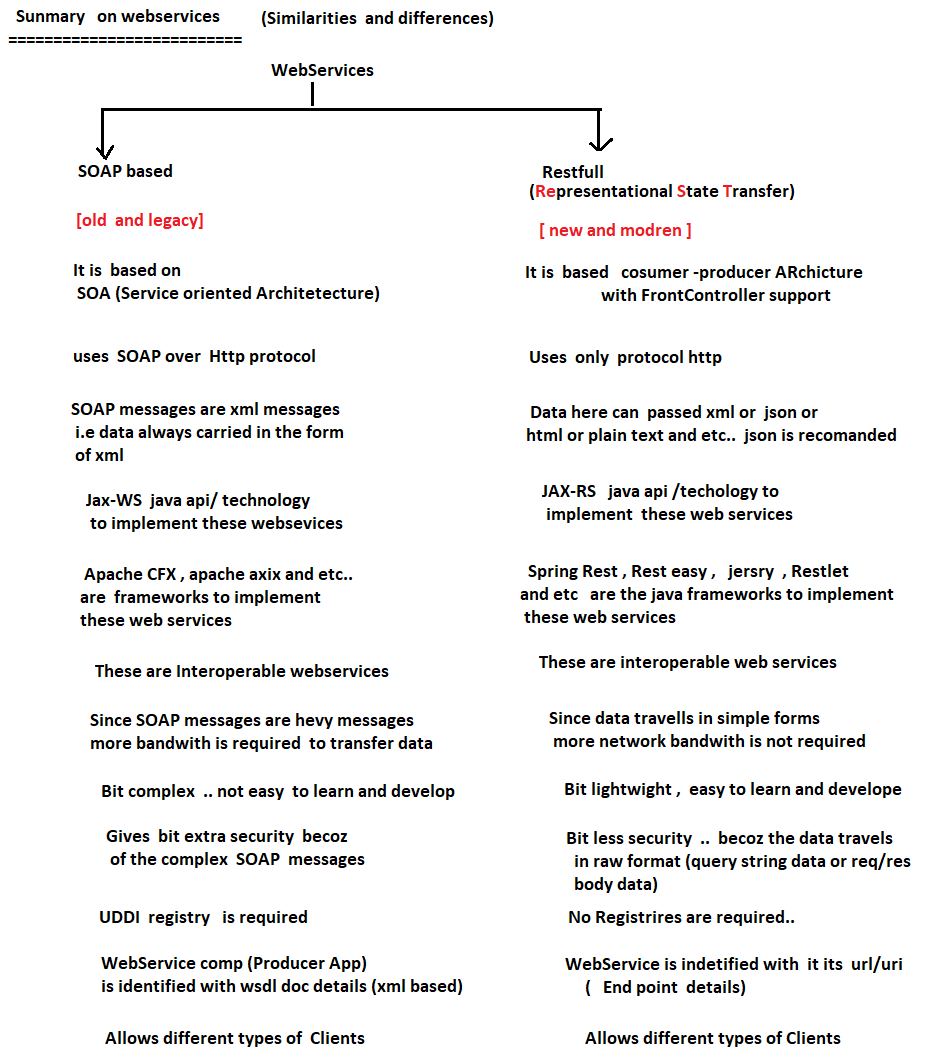 Sunmary on webservices (Similarities and differences)
==========================
WebServices
SOAP based
[old and legacy]
It is based on
SOA (Service oriented Architetecture)
uses SOAP over Http protocol
SOAP messages are xml messages
i.e data always carried in the form
of xml
Jax-WS java api/ technology
to implement these websevices
Apache CFX , apache axix and etc..
are frameworks to implement
these web services
These are Interoperable webservices
Since SOAP messages are hevy messages
more bandwith is required to transfer data
Bit complex .. not easy to learn and develop
Gives bit extra security becoz
of the complex SOAP messages
UDDI registry is required
WebService comp (Producer App)
is identified with wsdl doc details (xml based)
Allows different types of Clients
Restfull
(Representational State Transfer)
[ new and modren ]
It is based cosumer -producer ARchicture
with FrontController support
Uses only protocol http
Data here can passed xml or json or
html or plain text and etc.. json is recomanded
JAX-RS java api /techology to
implement these web services
Spring Rest , Rest easy , jersry , Restlet
and etc are the java frameworks to implement
these web services
These are interoperable web services
Since data travells in simple forms
more network bandwith is not required
Bit lightwight , easy to learn and develope
Bit less security .. becoz the data travels
in raw format (query string data or req/res
body data)
No Registrires are required..
WebService is indetified with it its url/uri
( End point details)
Allows different types of Clients